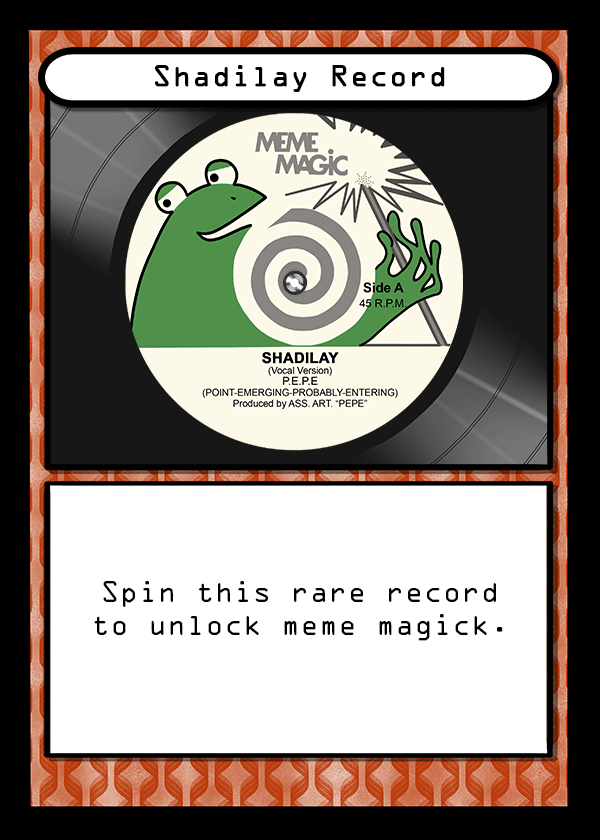 Shadilay Record
MEME
MAGiC
Side A
45 R.P.M.
SHADILAY
(Vocal Version)
P.E.P.E
(POINT-EMERGING-PROBABLY-ENTERING)
Produced by ASS. ART. “PEPE”
Spin this rare record
to unlock meme magick.